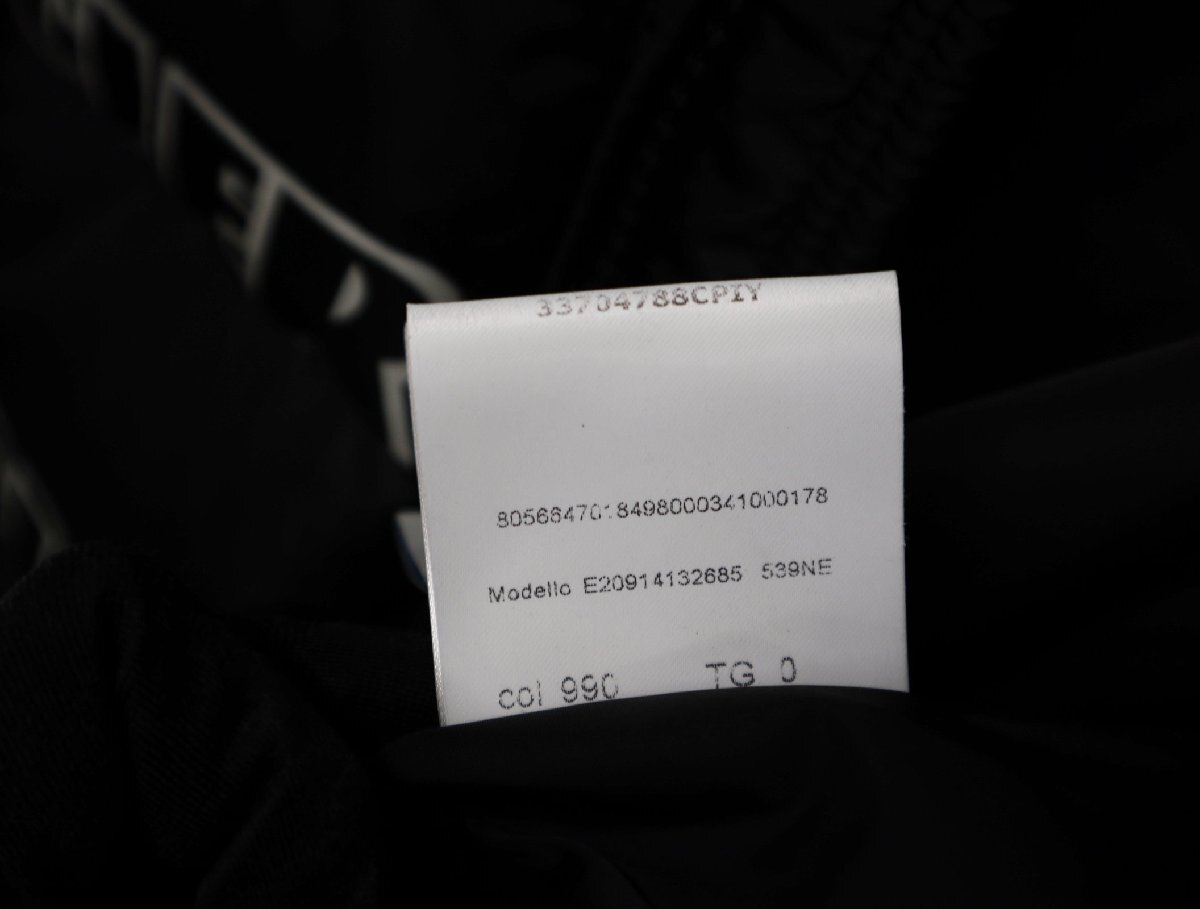 33704788CPIY
8056647018498000341000178
Modello E20914132685 539NE
col 990 TG 0